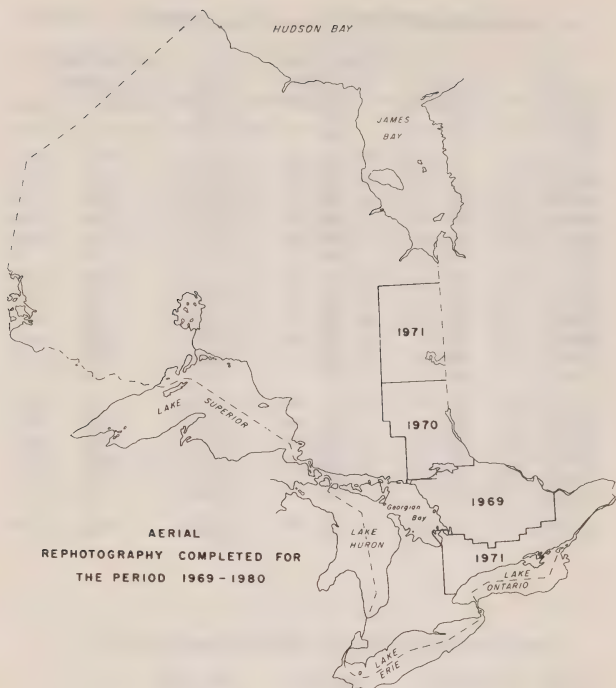 HUDSON BAY
JAMES
BAY
1971
1970
LAKE SUPERIOR
1969
Georgian
Bay
LAKE
HURON
1971
LAKE
ONTARIO
LAKE
ERIE
AERIAL
REPHOTOGRAPHY COMPLETED FOR
THE PERIOD 1969-1980